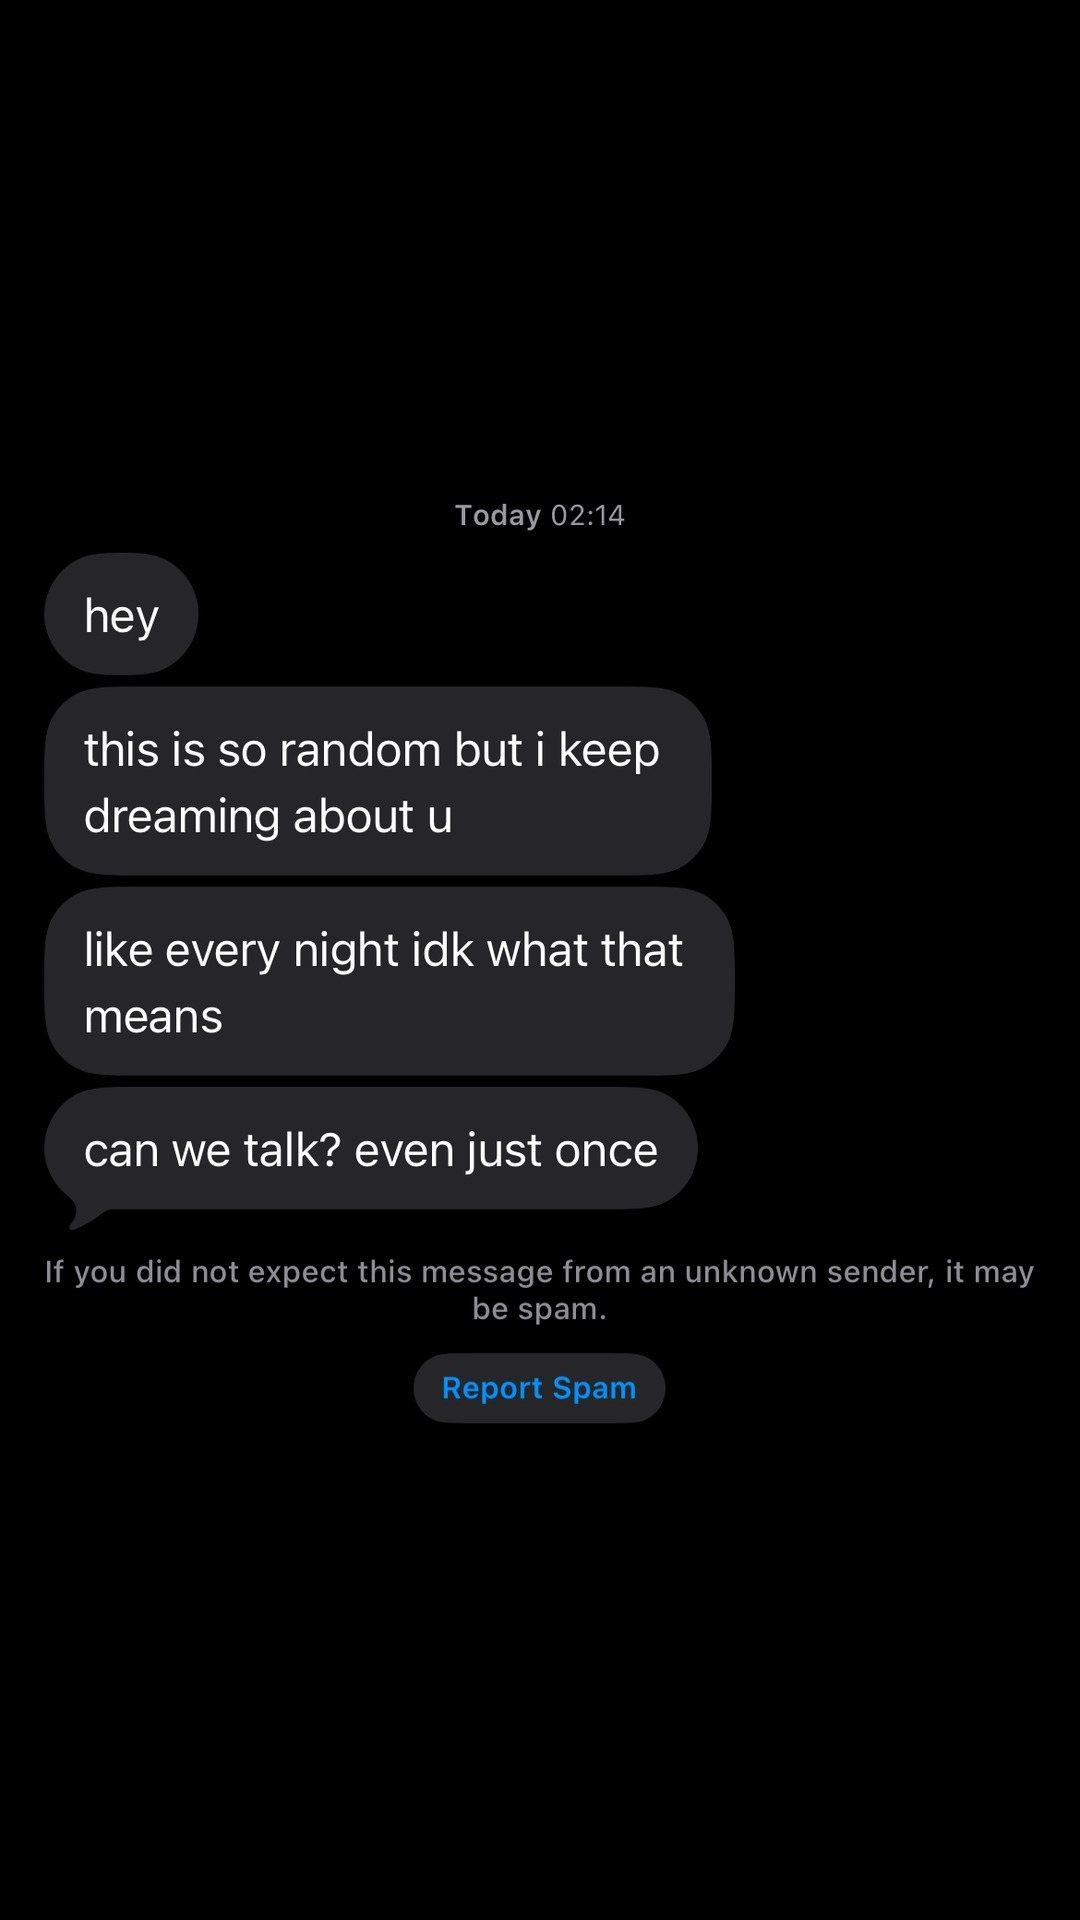 Today 02:14
hey
this is so random but i keep
dreaming about u
like every night idk what that
means
can we talk? even just once
If you did not expect this message from an unknown sender, it may
be spam.
Report Spam